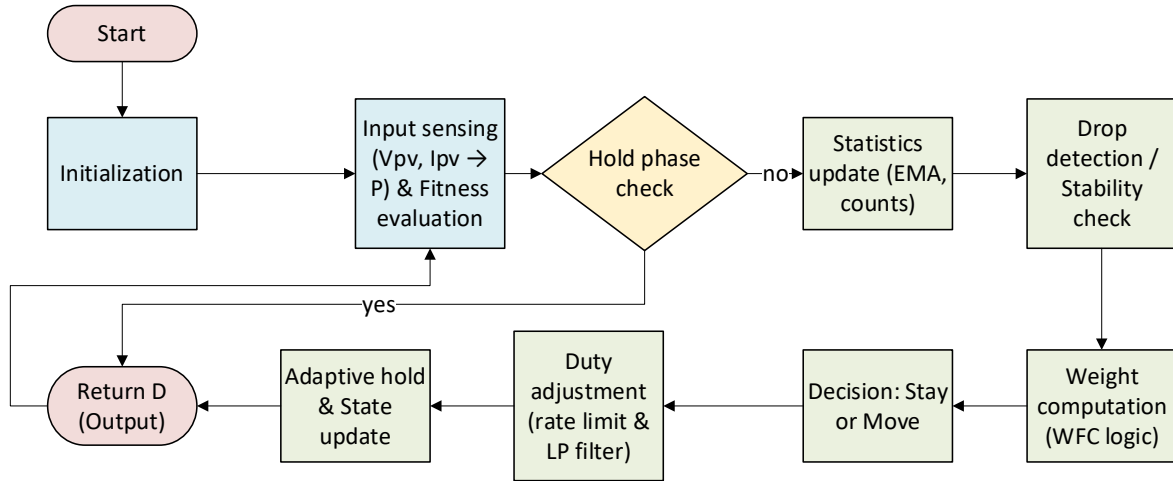 Start
Initialization
Input sensing
(Vpv, Ipv →
P) & Fitness
evaluation
Hold phase
check
no
Statistics
update (EMA,
counts)
Drop
detection /
Stability
check
yes
Return D
(Output)
Adaptive hold
& State
update
Duty
adjustment
(rate limit &
LP filter)
Decision: Stay
or Move
Weight
computation
(WFC logic)